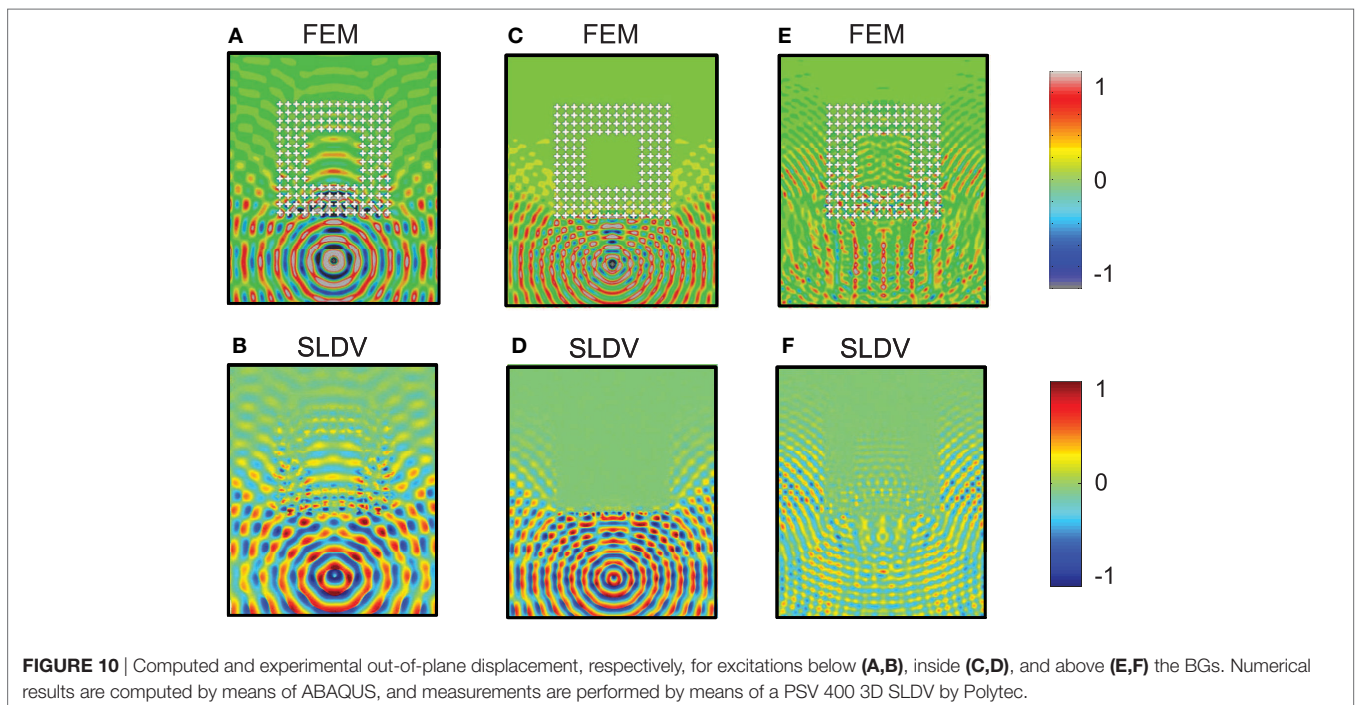 A FEM
C FEM
E FEM
1
0
-1
B SLDV
D SLDV
F SLDV
1
0
-1
FIGURE 10 | Computed and experimental out-of-plane displacement, respectively, for excitations below (A,B), inside (C,D), and above (E,F) the BGs. Numerical
results are computed by means of ABAQUS, and measurements are performed by means of a PSV 400 3D SLDV by Polytec.